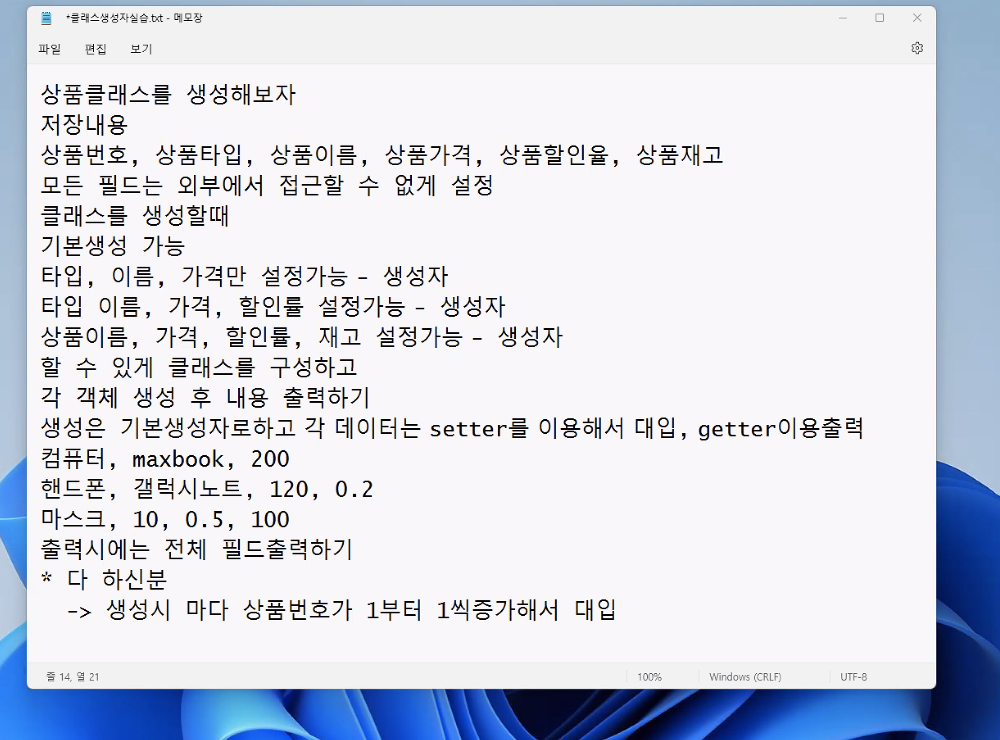 *클래스생성자실습.txt - 메모장
파일 편집 보기
상품클래스를 생성해보자
저장내용
상품번호, 상품타입, 상품이름, 상품가격, 상품할인율, 상품재고
모든 필드는 외부에서 접근할 수 없게 설정
클래스를 생성할때
기본생성 가능
타입, 이름, 가격만 설정가능 - 생성자
타입 이름, 가격, 할인률 설정가능 - 생성자
상품이름, 가격, 할인률, 재고 설정가능 - 생성자
할 수 있게 클래스를 구성하고
각 객체 생성 후 내용 출력하기
생성은 기본생성자로하고 각 데이터는 setter를 이용해서 대입, getter이용출력
컴퓨터, maxbook, 200
핸드폰, 갤럭시노트, 120, 0.2
마스크, 10, 0.5, 100
출력시에는 전체 필드출력하기
* 다 하신분
-> 생성시 마다 상품번호가 1부터 1씩증가해서 대입
줄 14, 열 21 100% Windows (CRLF) UTF-8